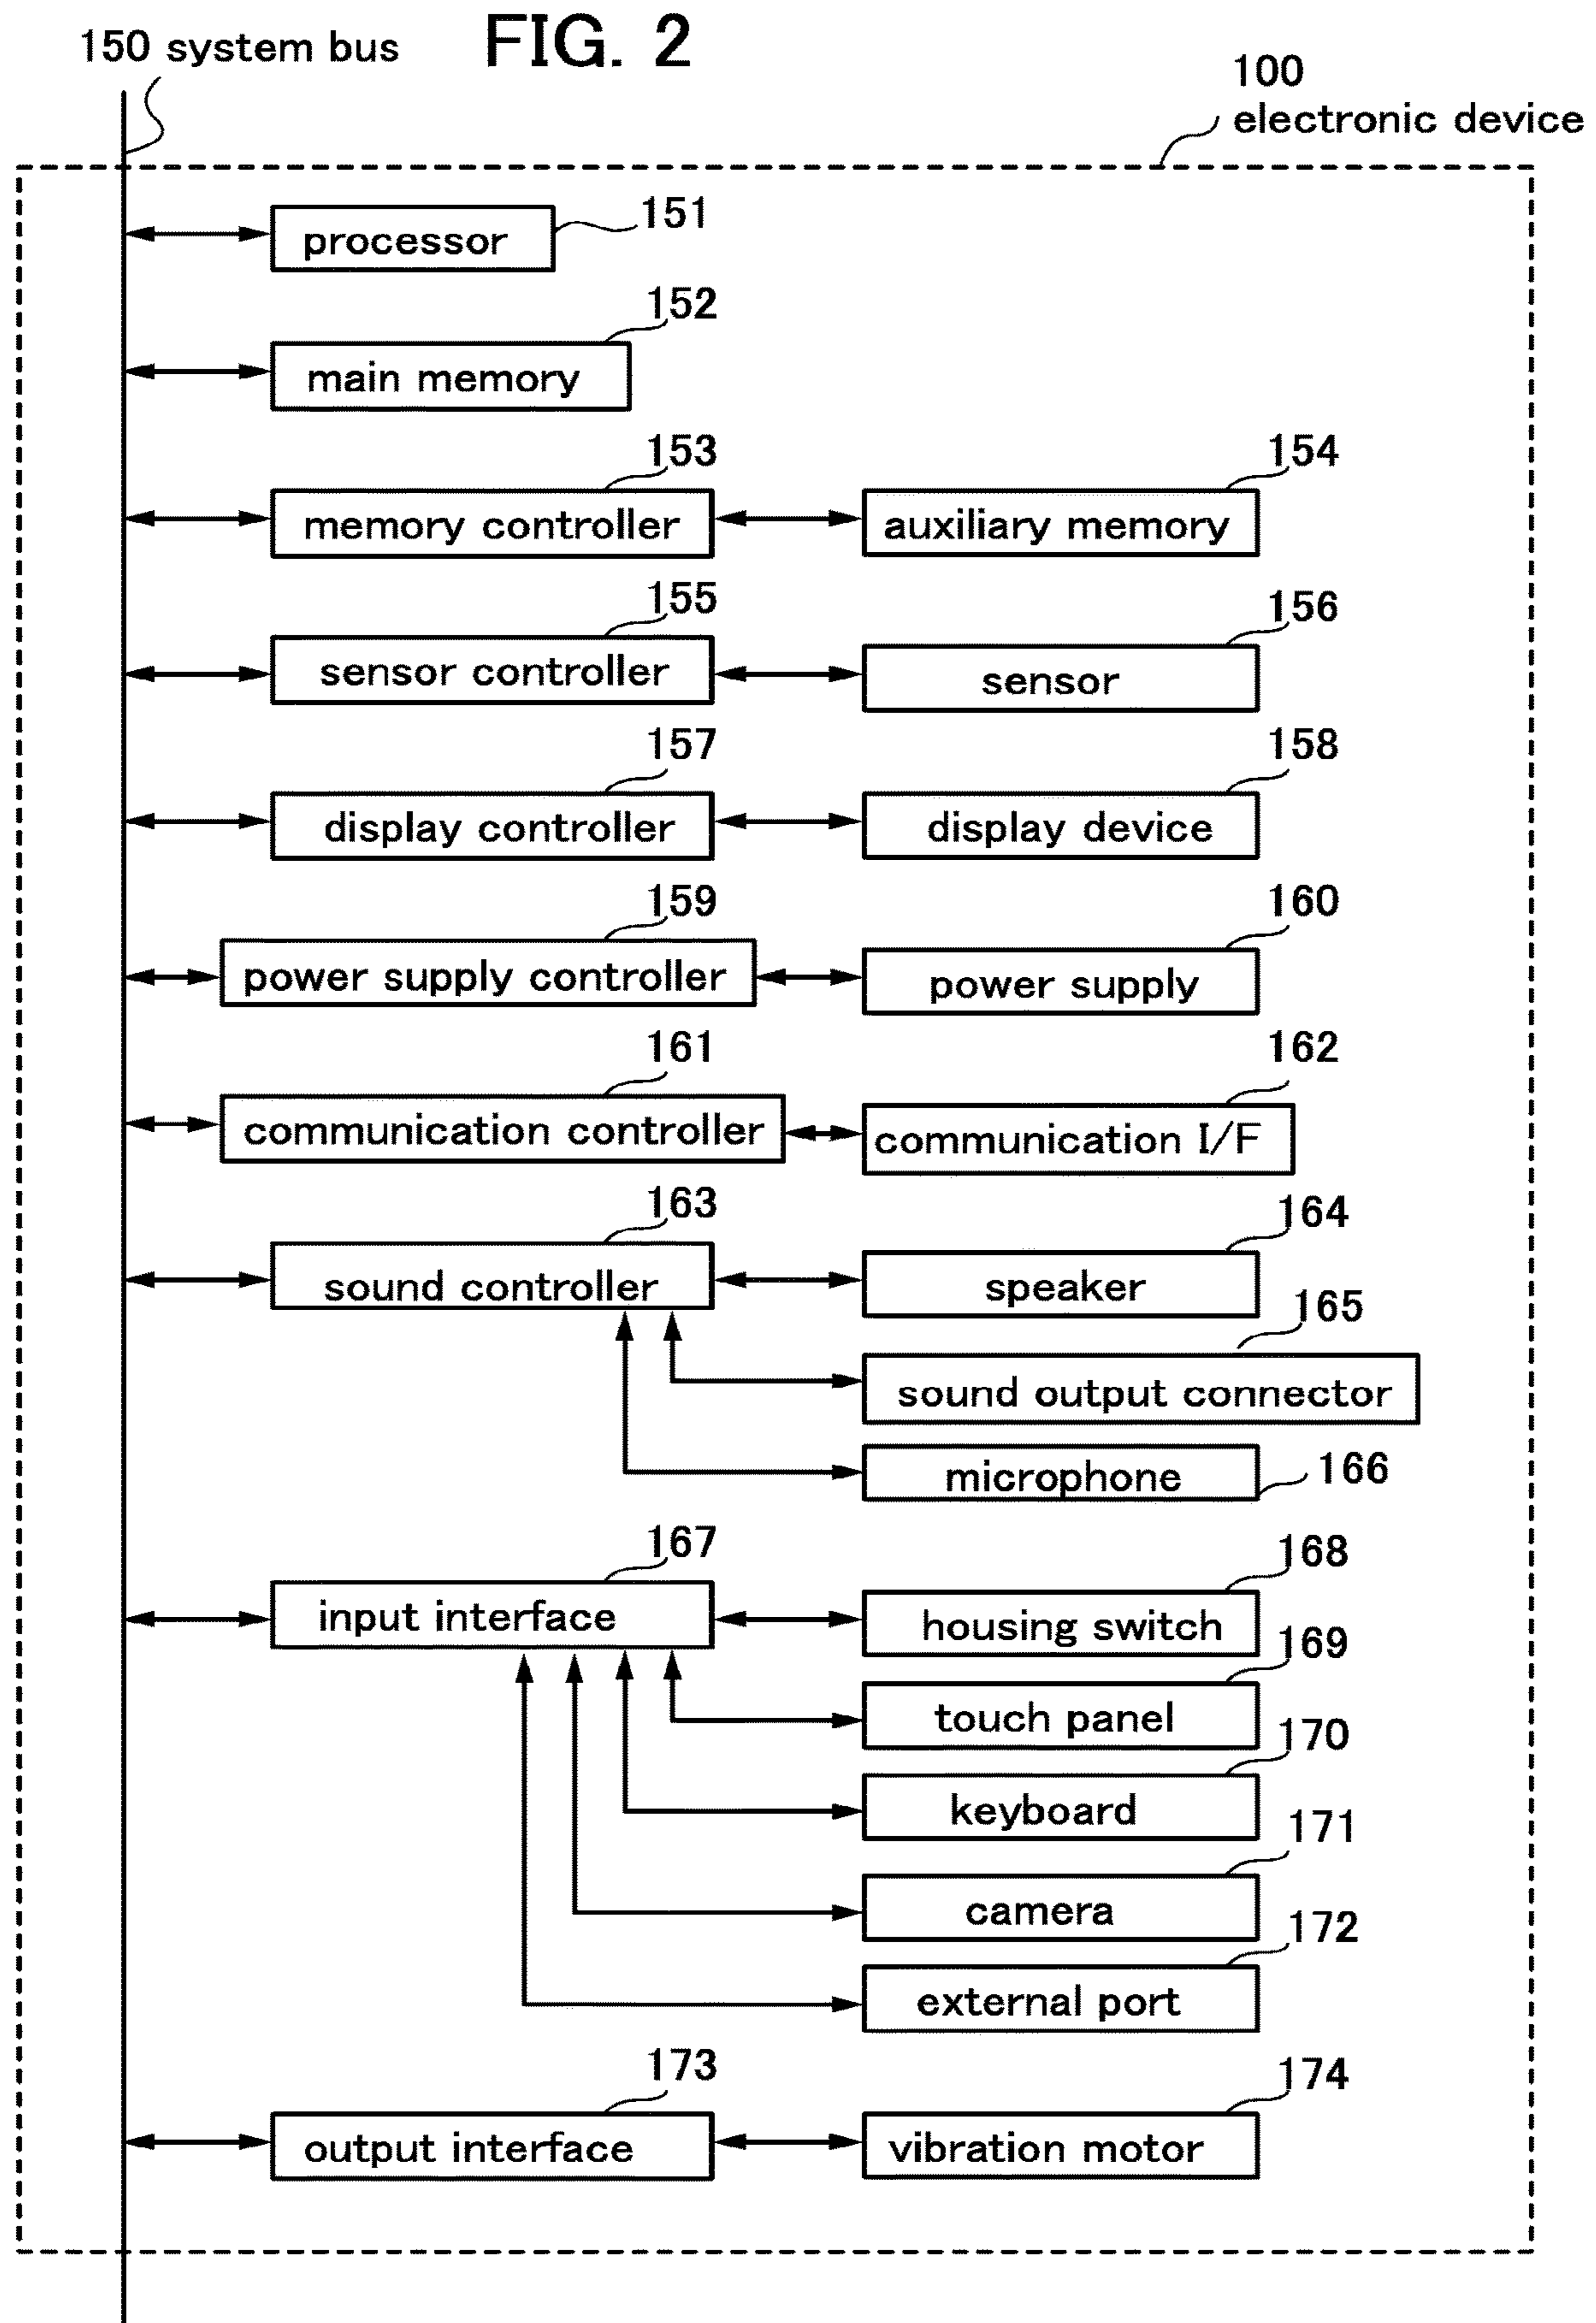 FIG. 2
150 system bus
100
electronic device
processor
151
152
main memory
153
memory controller
154
auxiliary memory
155
sensor controller
156
sensor
157
display controller
158
display device
159
power supply controller
160
power supply
161
communication controller
162
communication I/F
163
sound controller
164
speaker
165
sound output connector
microphone
166
167
input interface
168
housing switch
169
touch panel
170
keyboard
171
camera
172
external port
173
output interface
174
vibration motor